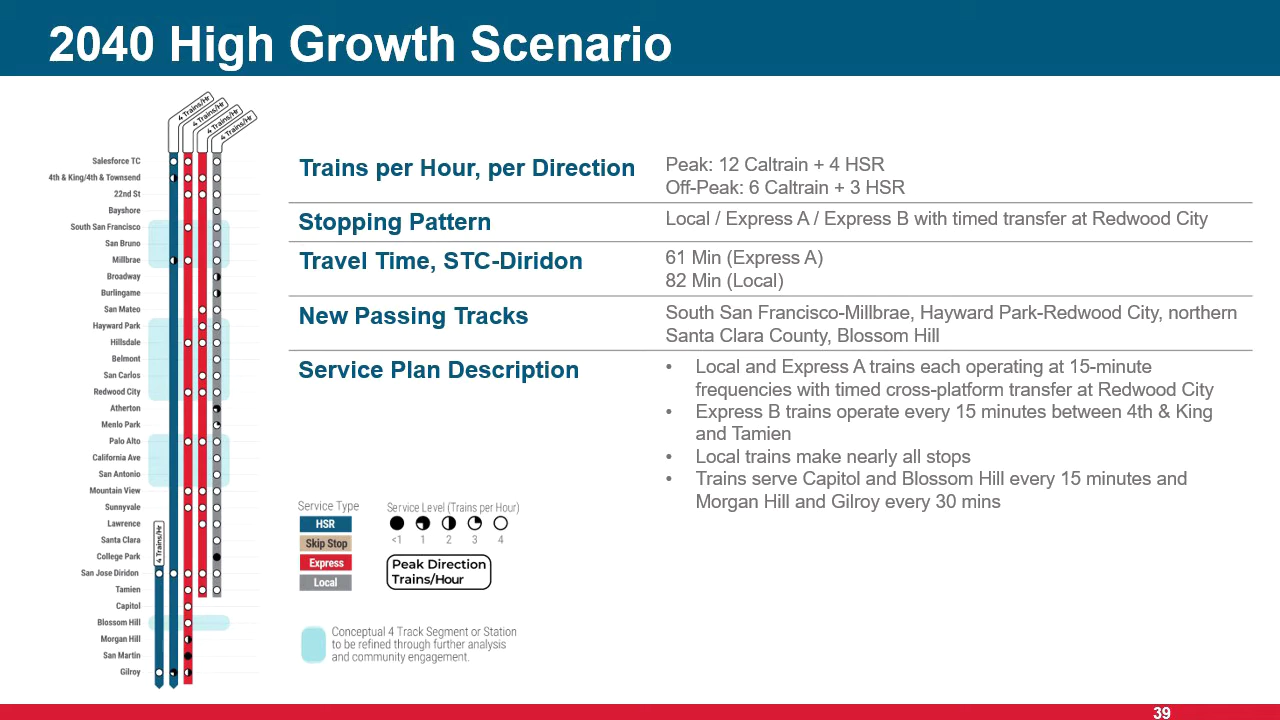 2040 High Growth Scenario
4 Trains/Hr
4 Trains/Hr
4 Trains/Hr
4 Trains/Hr
Salesforce TC
4th & King/4th & Townsend
22nd St
Bayshore
South San Francisco
San Bruno
Millbrae
Broadway
Burlingame
San Mateo
Hayward Park
Hillsdale
Belmont
San Carlos
Redwood City
Atherton
Menlo Park
Palo Alto
California Ave
San Antonio
Mountain View
Sunnyvale
Lawrence
Santa Clara
College Park
San Jose Diridon
Tamien
Capitol
Blossom Hill
Morgan Hill
San Martin
Gilroy
4 Trains/Hr
Trains per Hour, per Direction
Peak: 12 Caltrain + 4 HSR
Off-Peak: 6 Caltrain + 3 HSR
Stopping Pattern
Local / Express A / Express B with timed transfer at Redwood City
Travel Time, STC-Diridon
61 Min (Express A)
82 Min (Local)
New Passing Tracks
South San Francisco-Millbrae, Hayward Park-Redwood City, northern
Santa Clara County, Blossom Hill
Service Plan Description
• Local and Express A trains each operating at 15-minute
frequencies with timed cross-platform transfer at Redwood City
• Express B trains operate every 15 minutes between 4th & King
and Tamien
• Local trains make nearly all stops
• Trains serve Capitol and Blossom Hill every 15 minutes and
Morgan Hill and Gilroy every 30 mins
Service Type
HSR
Skip Stop
Express
Local
Service Level (Trains per Hour)
<1 1 2 3 4
Peak Direction
Trains/Hour
Conceptual 4 Track Segment or Station
to be refined through further analysis
and community engagement.
39